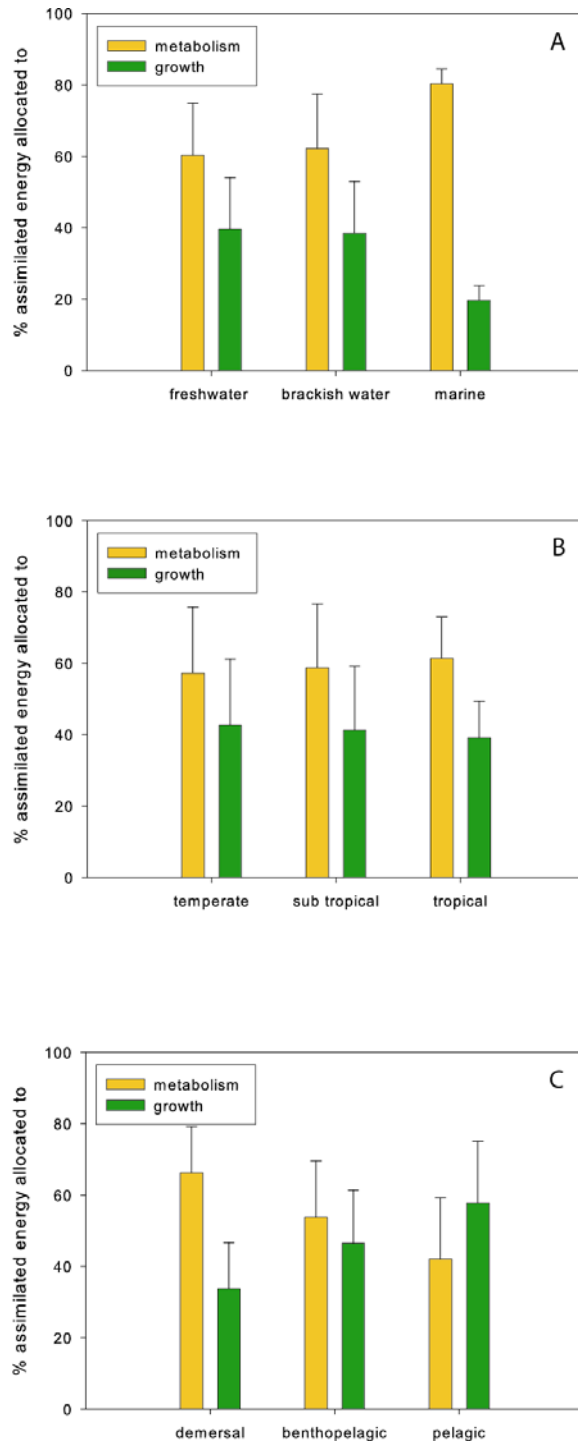 100
A
metabolism
growth
80
60
40
20
0
% assimilated energy allocated to
freshwater brackish water marine
100
B
metabolism
growth
80
60
40
20
0
% assimilated energy allocated to
temperate sub tropical tropical
100
C
metabolism
growth
80
60
40
20
0
% assimilated energy allocated to
demersal benthopelagic pelagic